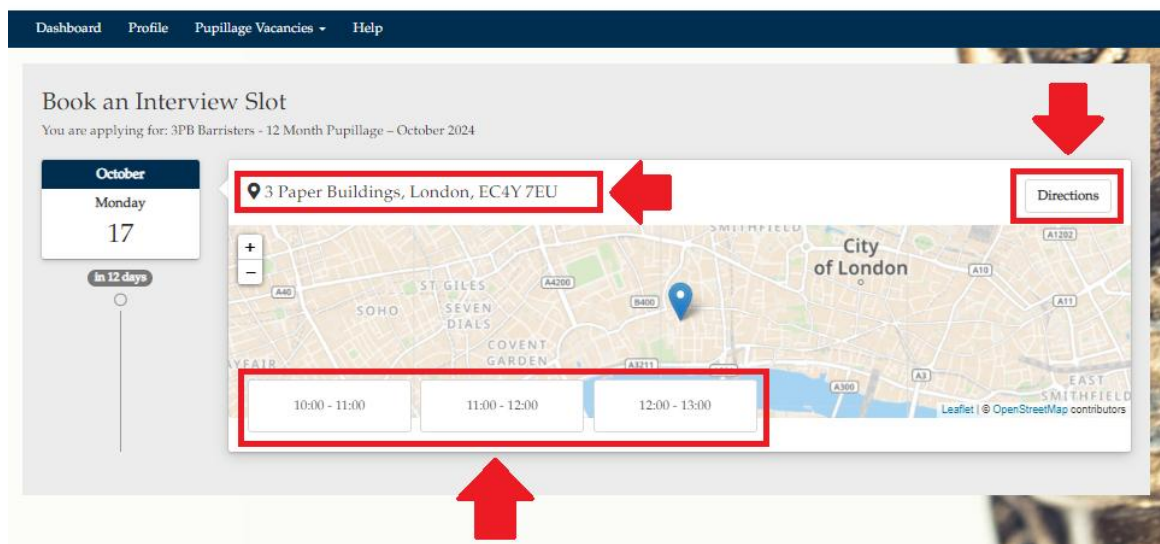 Dashboard Profile Pupillage Vacancies Help
Book an Interview Slot
You are applying for: 3PB Barristers - 12 Month Pupillage – October 2024
October
Monday
17
in 12 days
3 Paper Buildings, London, EC4Y 7EU
Directions
+
−
SMITHFIELD
City
of London
A1202
A10
A11
A40
ST GILES
A4200
B400
SOHO
SEVEN
DIALS
COVENT
GARDEN
A3211
A3
A300
EAST
SMITHFIELD
10:00 - 11:00 11:00 - 12:00 12:00 - 13:00
Leaflet | © OpenStreetMap contributors